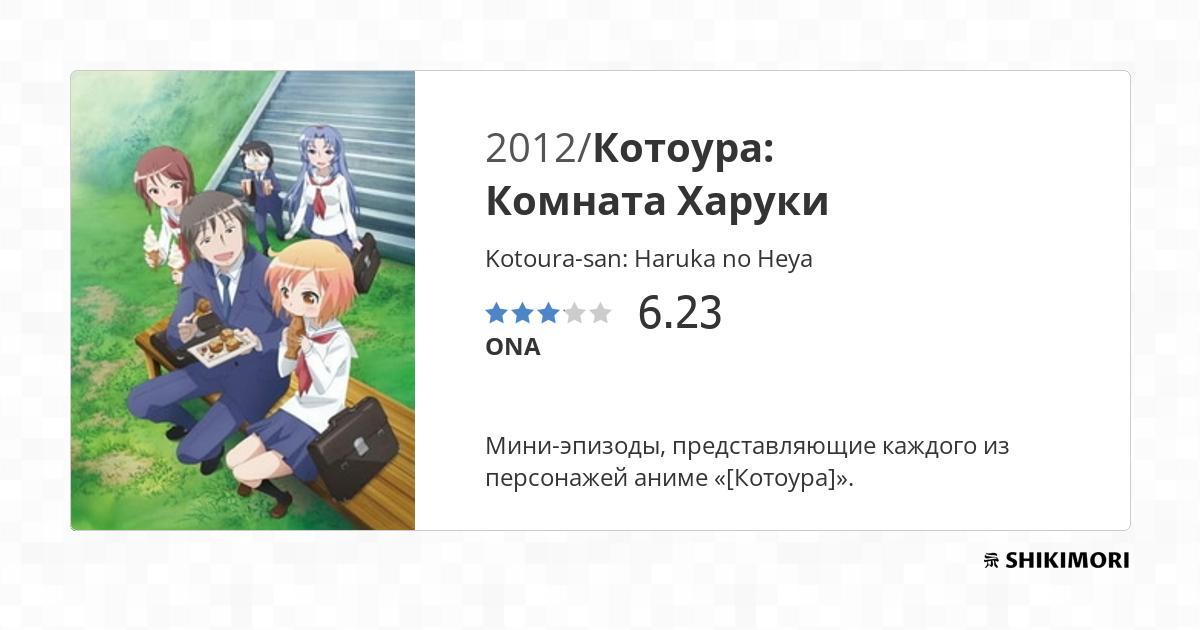 2012/Котоура:
Комната Харуки
Kotoura-san: Haruka no Heya
6.23
ONA
Мини-эпизоды, представляющие каждого из
персонажей аниме «[Котоура]».
SHIKIMORI